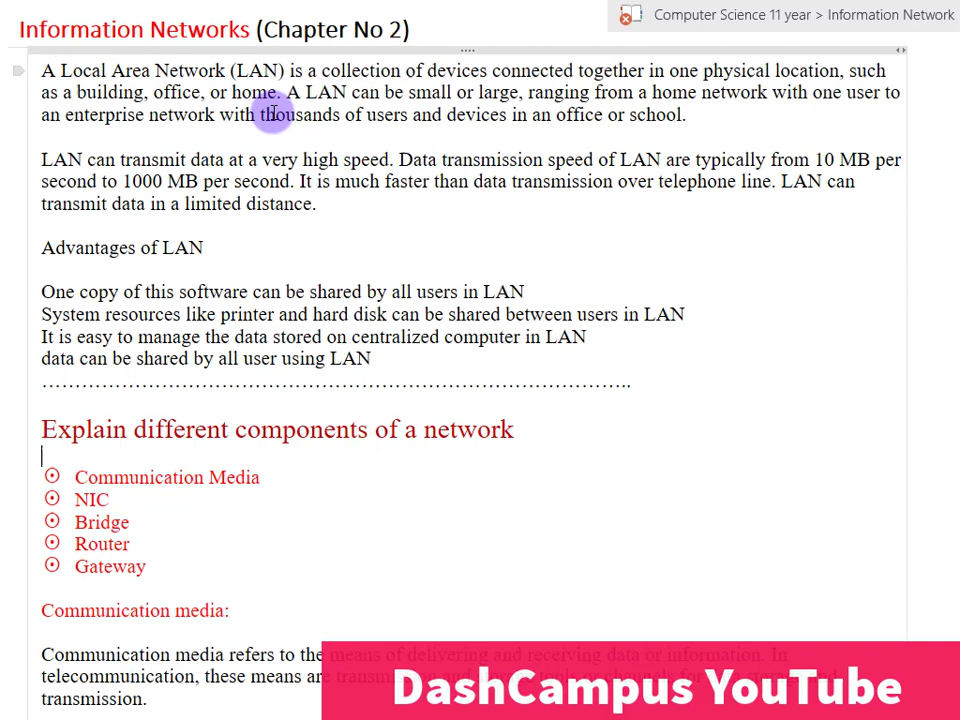 Computer Science 11 year > Information Network
Information Networks (Chapter No 2)
A Local Area Network (LAN) is a collection of devices connected together in one physical location, such
as a building, office, or home. A LAN can be small or large, ranging from a home network with one user to
an enterprise network with thousands of users and devices in an office or school.
LAN can transmit data at a very high speed. Data transmission speed of LAN are typically from 10 MB per
second to 1000 MB per second. It is much faster than data transmission over telephone line. LAN can
transmit data in a limited distance.
Advantages of LAN
One copy of this software can be shared by all users in LAN
System resources like printer and hard disk can be shared between users in LAN
It is easy to manage the data stored on centralized computer in LAN
data can be shared by all user using LAN
…………………………………………………………………………..
Explain different components of a network
Communication Media
NIC
Bridge
Router
Gateway
Communication media:
Communication media refers to the means of delivering and receiving data or information. In
telecommunication, these means are
transmission.
DashCampus YouTube